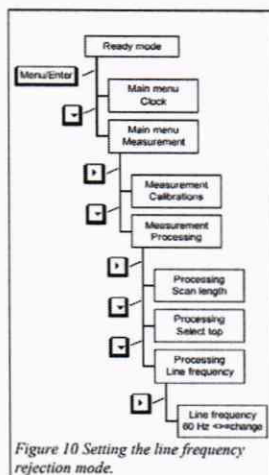 Ready mode
Menu/Enter
Main menu
Clock
Main menu
Measurement
Measurement
Calibrations
Measurement
Processing
Processing
Scan length
Processing
Select top
Processing
Line frequency
Line frequency
60 Hz <>=change
Figure 10 Setting the line frequency
rejection mode.